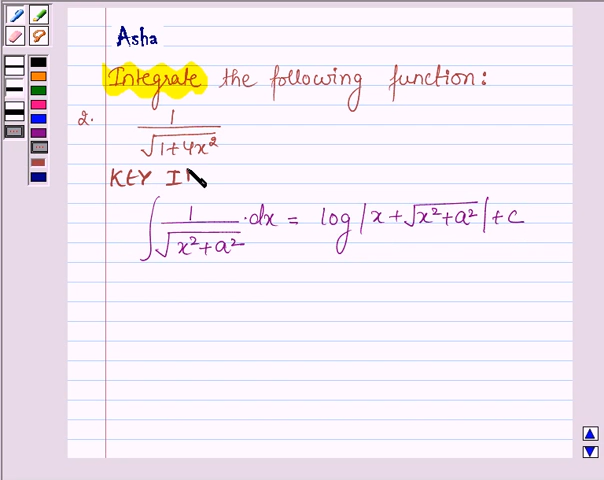 Asha
Integrate the following function:
2. 1/√(1+4x²)
KEY I
∫ 1/√(x²+a²) · dx = log |x + √(x²+a²)| + c